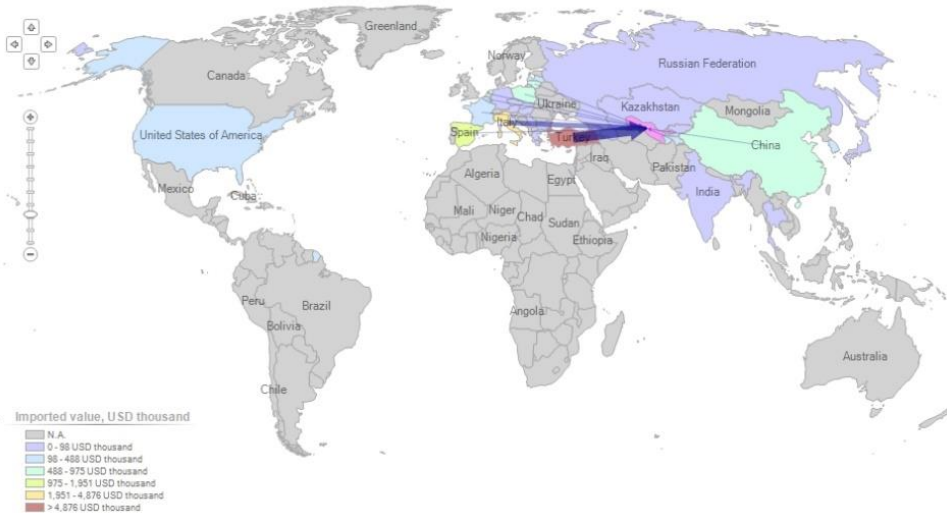 Greenland
Norway
Canada
Russian Federation
Ukraine
Kazakhstan
Mongolia
United States of America
Spain
Turkey
China
Iraq
Pakistan
Mexico
Cuba
Algeria
Egypt
India
Mali
Niger
Chad
Sudan
Nigeria
Ethiopia
Peru
Brazil
Angola
Bolivia
Australia
Chile
Imported value, USD thousand
N.A.
0 - 98 USD thousand
98 - 488 USD thousand
488 - 975 USD thousand
975 - 1,951 USD thousand
1,951 - 4,876 USD thousand
> 4,876 USD thousand